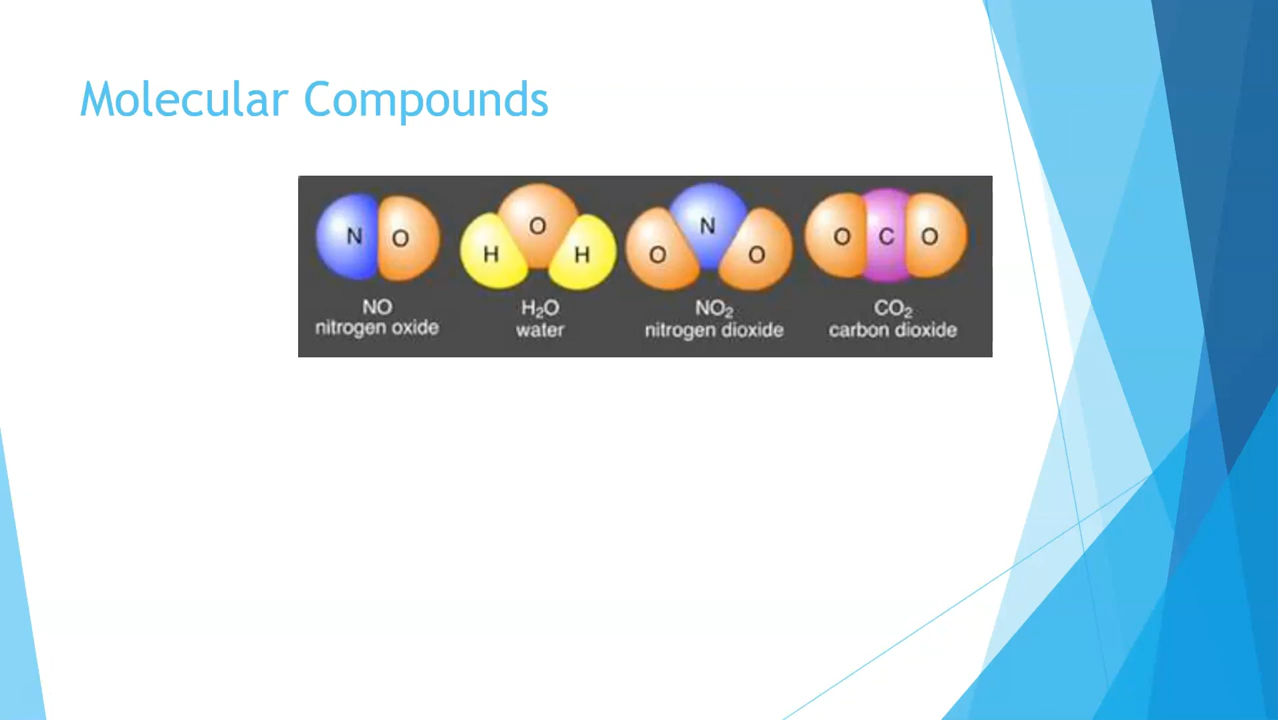 Molecular Compounds
N O
O
H H
N
O O
O C O
NO
nitrogen oxide
H₂O
water
NO₂
nitrogen dioxide
CO₂
carbon dioxide